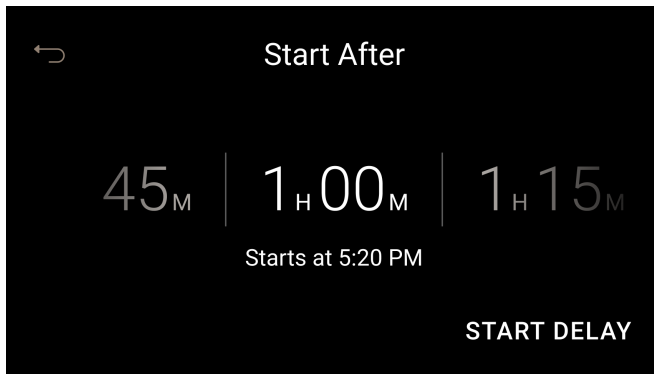 Start After
45M 1H00M 1H15M
Starts at 5:20 PM
START DELAY